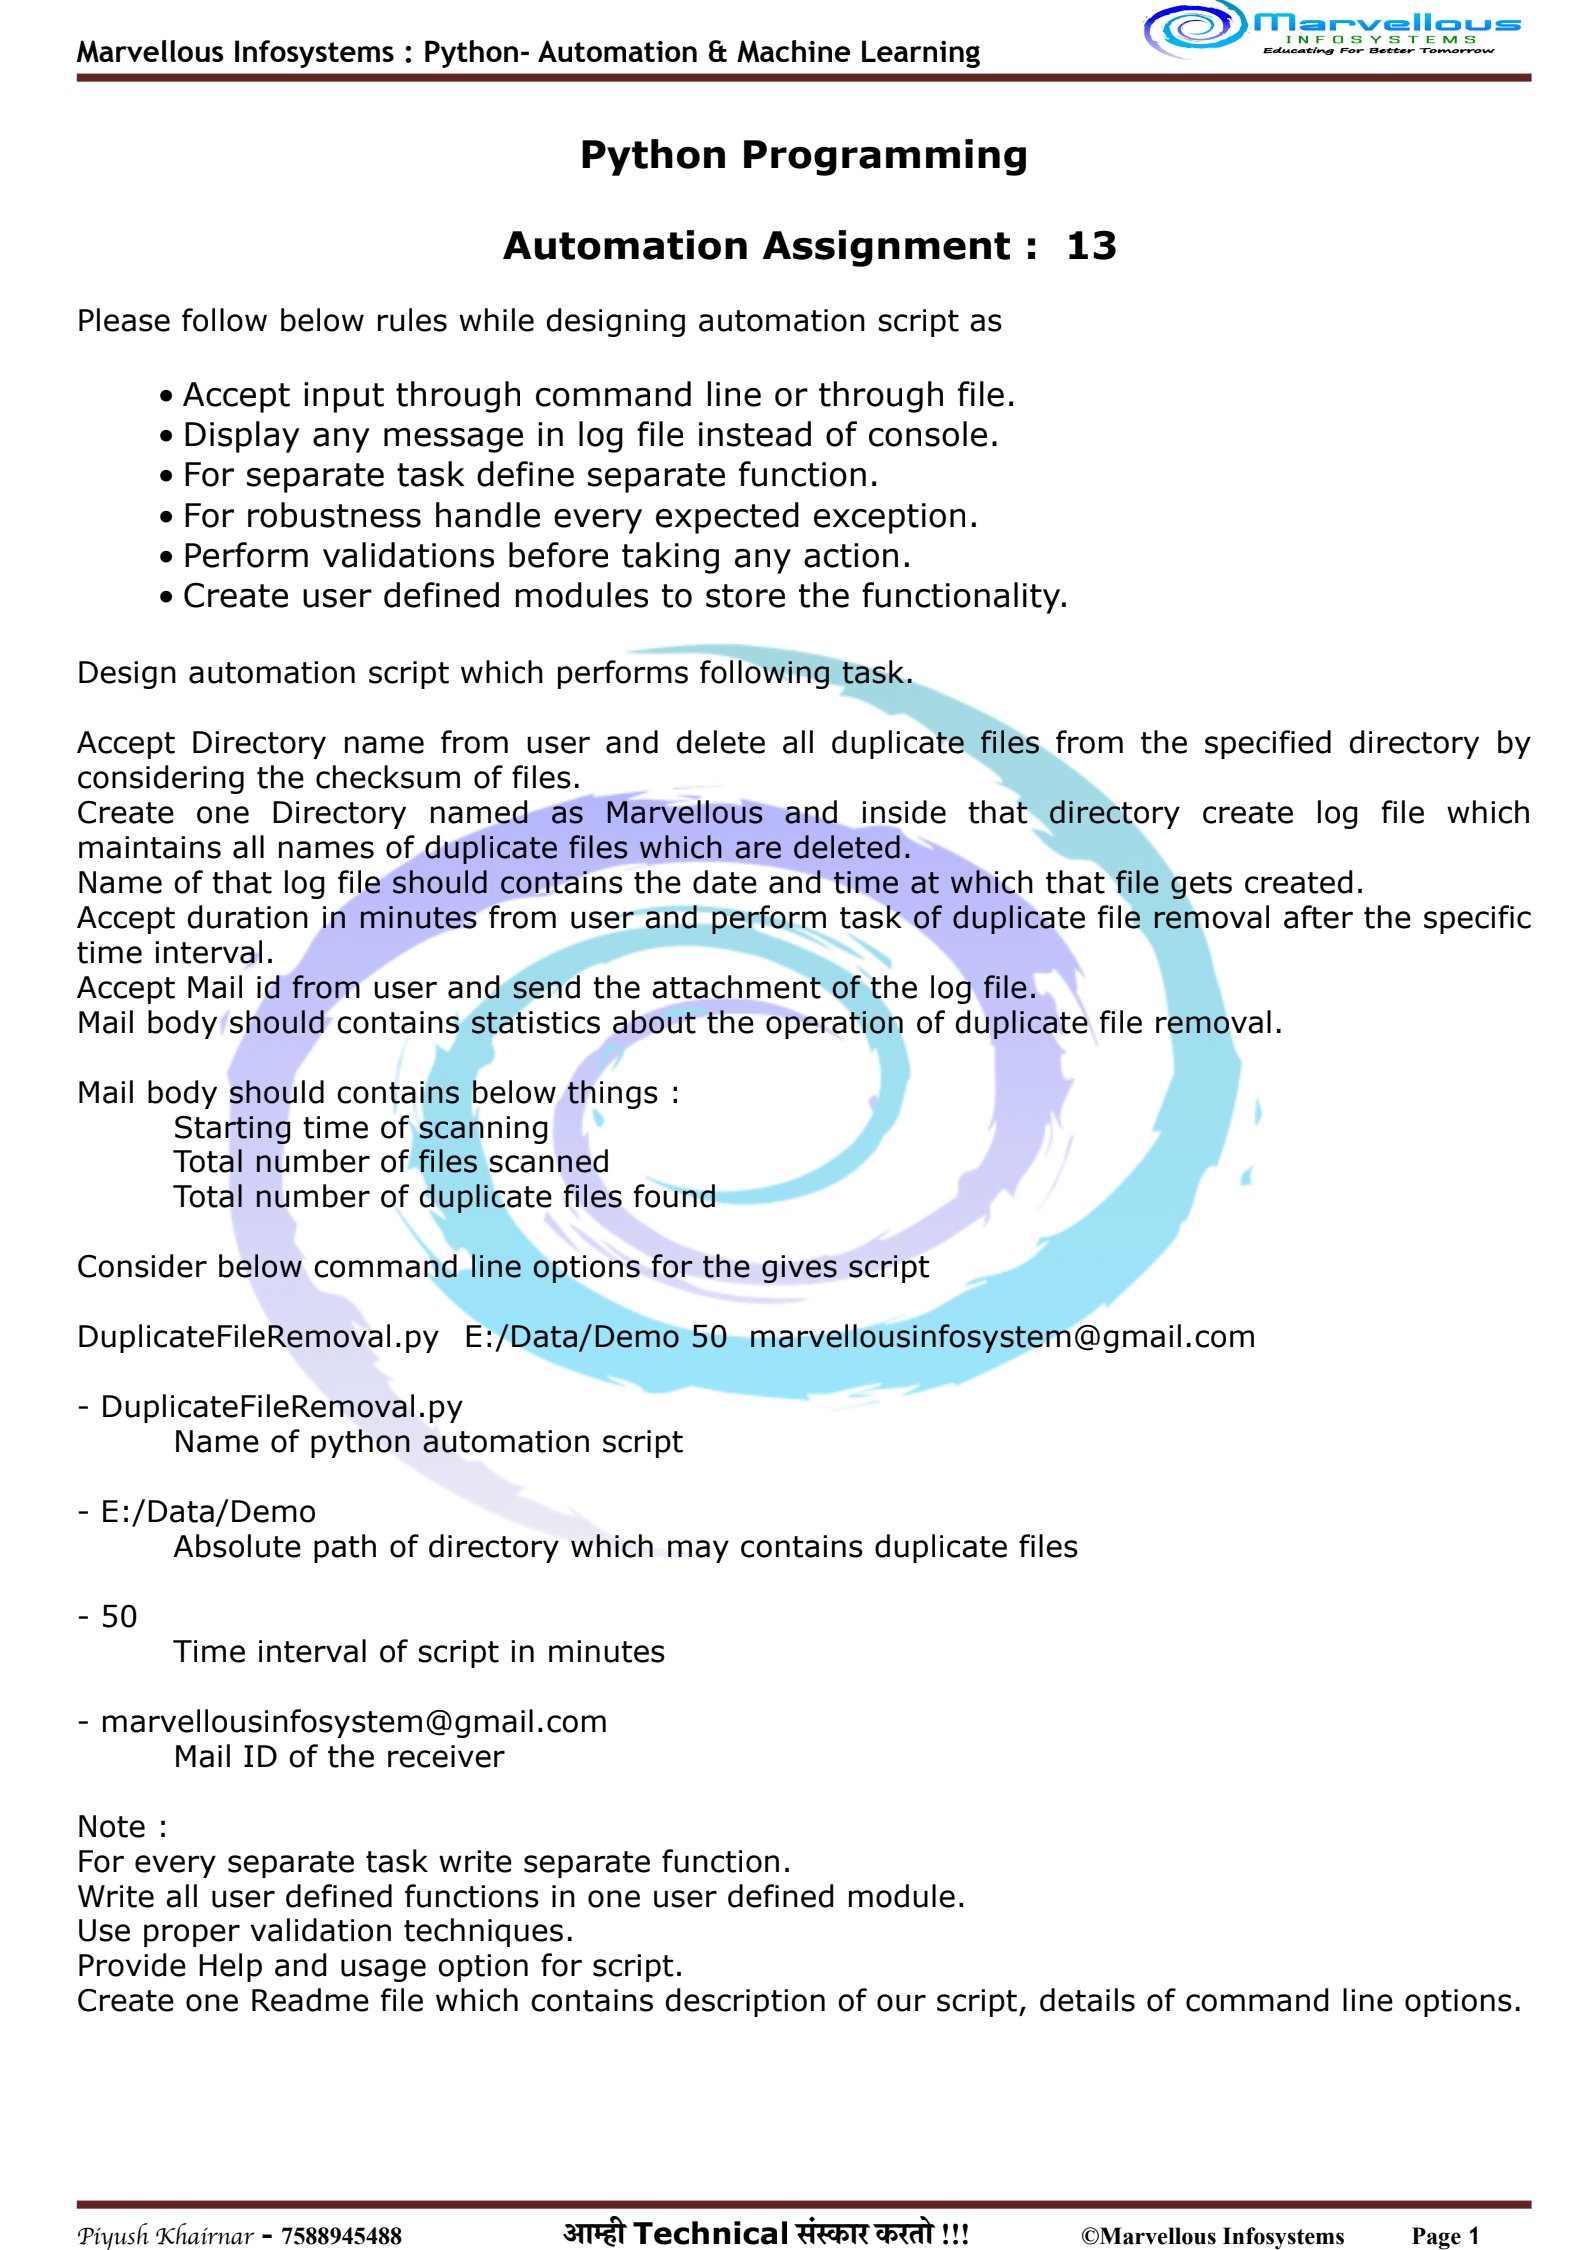 Marvellous Infosystems : Python- Automation & Machine Learning
Marvellous
INFOSYSTEMS
Educating For Better Tomorrow
Python Programming
Automation Assignment : 13
Please follow below rules while designing automation script as
• Accept input through command line or through file.
• Display any message in log file instead of console.
• For separate task define separate function.
• For robustness handle every expected exception.
• Perform validations before taking any action.
• Create user defined modules to store the functionality.
Design automation script which performs following task.
Accept Directory name from user and delete all duplicate files from the specified directory by
considering the checksum of files.
Create one Directory named as Marvellous and inside that directory create log file which
maintains all names of duplicate files which are deleted.
Name of that log file should contains the date and time at which that file gets created.
Accept duration in minutes from user and perform task of duplicate file removal after the specific
time interval.
Accept Mail id from user and send the attachment of the log file.
Mail body should contains statistics about the operation of duplicate file removal.
Mail body should contains below things :
Starting time of scanning
Total number of files scanned
Total number of duplicate files found
Consider below command line options for the gives script
DuplicateFileRemoval.py E:/Data/Demo 50 marvellousinfosystem@gmail.com
- DuplicateFileRemoval.py
Name of python automation script
- E:/Data/Demo
Absolute path of directory which may contains duplicate files
- 50
Time interval of script in minutes
- marvellousinfosystem@gmail.com
Mail ID of the receiver
Note :
For every separate task write separate function.
Write all user defined functions in one user defined module.
Use proper validation techniques.
Provide Help and usage option for script.
Create one Readme file which contains description of our script, details of command line options.
Piyush Khairnar - 7588945488 आम्ही Technical संस्कार करतो !!! ©Marvellous Infosystems Page 1